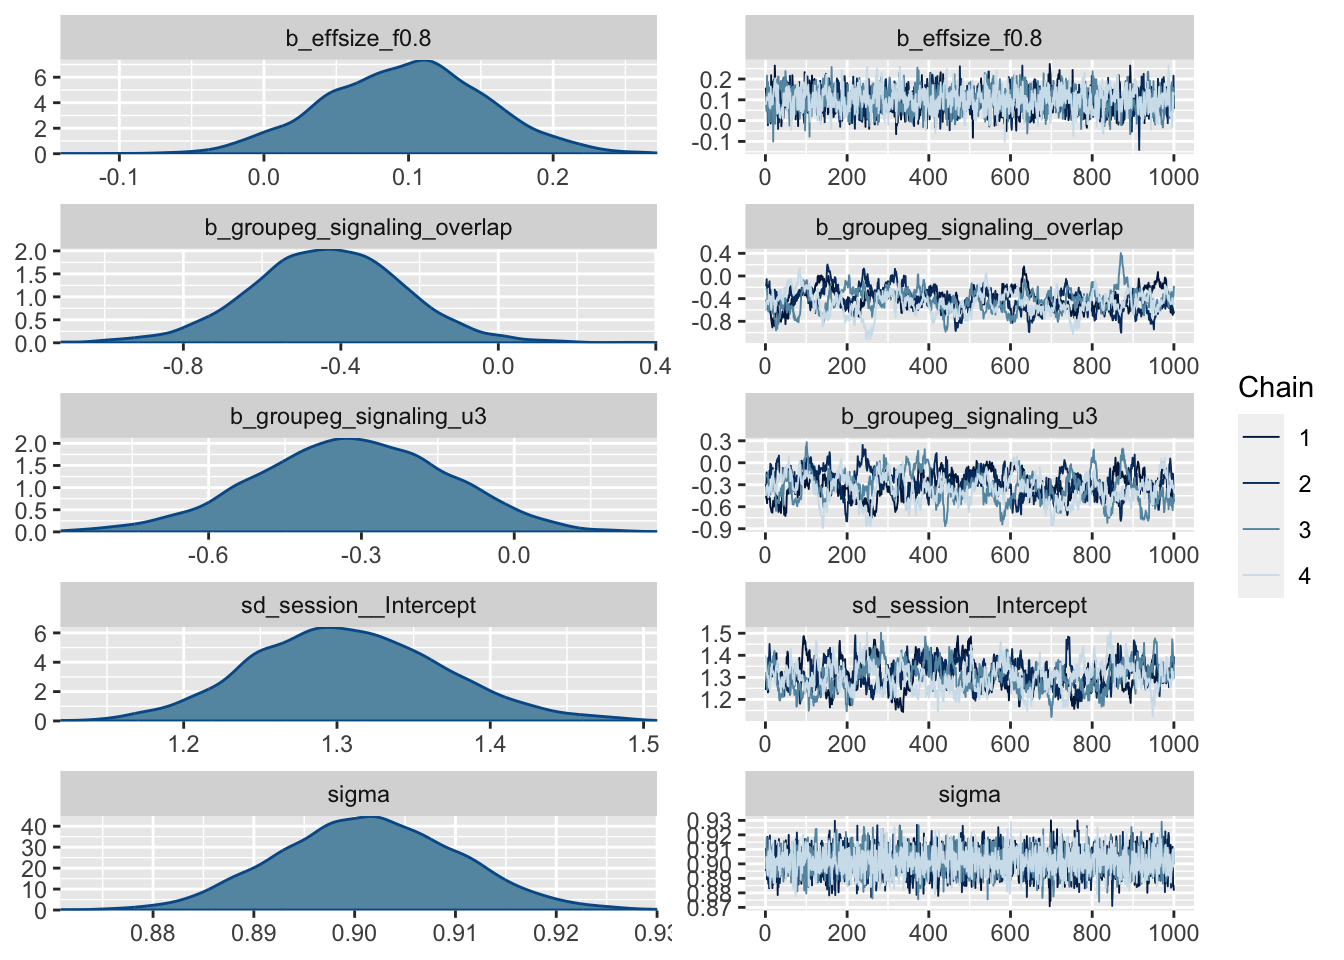 b_effsize_f0.8
6
4
2
0
-0.1 0.0 0.1 0.2
b_effsize_f0.8
0.2
0.1
0.0
-0.1
0 200 400 600 800 1000
b_groupeg_signaling_overlap
2.0
1.5
1.0
0.5
0.0
-0.8 -0.4 0.0 0.4
b_groupeg_signaling_overlap
0.4
0.0
-0.4
-0.8
0 200 400 600 800 1000
b_groupeg_signaling_u3
2.0
1.5
1.0
0.5
0.0
-0.6 -0.3 0.0
b_groupeg_signaling_u3
0.3
0.0
-0.3
-0.6
-0.9
0 200 400 600 800 1000
sd_session__Intercept
6
4
2
0
1.2 1.3 1.4 1.5
sd_session__Intercept
1.5
1.4
1.3
1.2
0 200 400 600 800 1000
sigma
40
30
20
10
0
0.88 0.89 0.90 0.91 0.92
sigma
0.93
0.92
0.91
0.90
0.89
0.88
0.87
0 200 400 600 800 1000
Chain
1
2
3
4